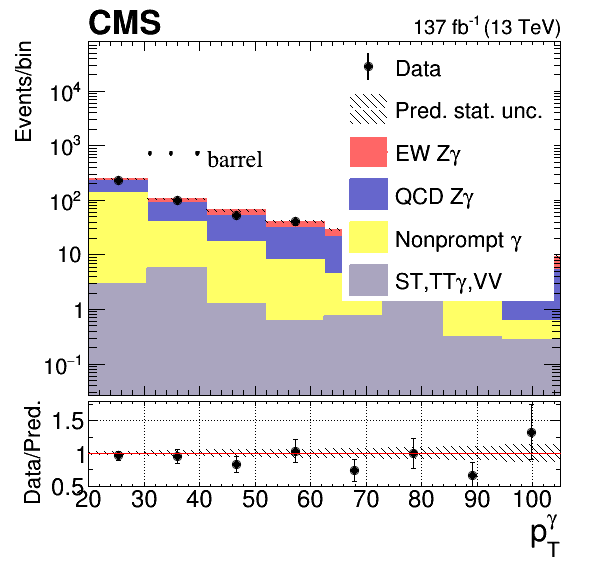 CMS 137 fb⁻¹ (13 TeV)
Events/bin
10⁴
10³
10²
10
1
10⁻¹
Data
Pred. stat. unc.
EW Zγ
QCD Zγ
Nonprompt γ
ST,TTγ,VV
barrel
Data/Pred.
1.5
1
0.5
20 30 40 50 60 70 80 90 100
p_T^γ